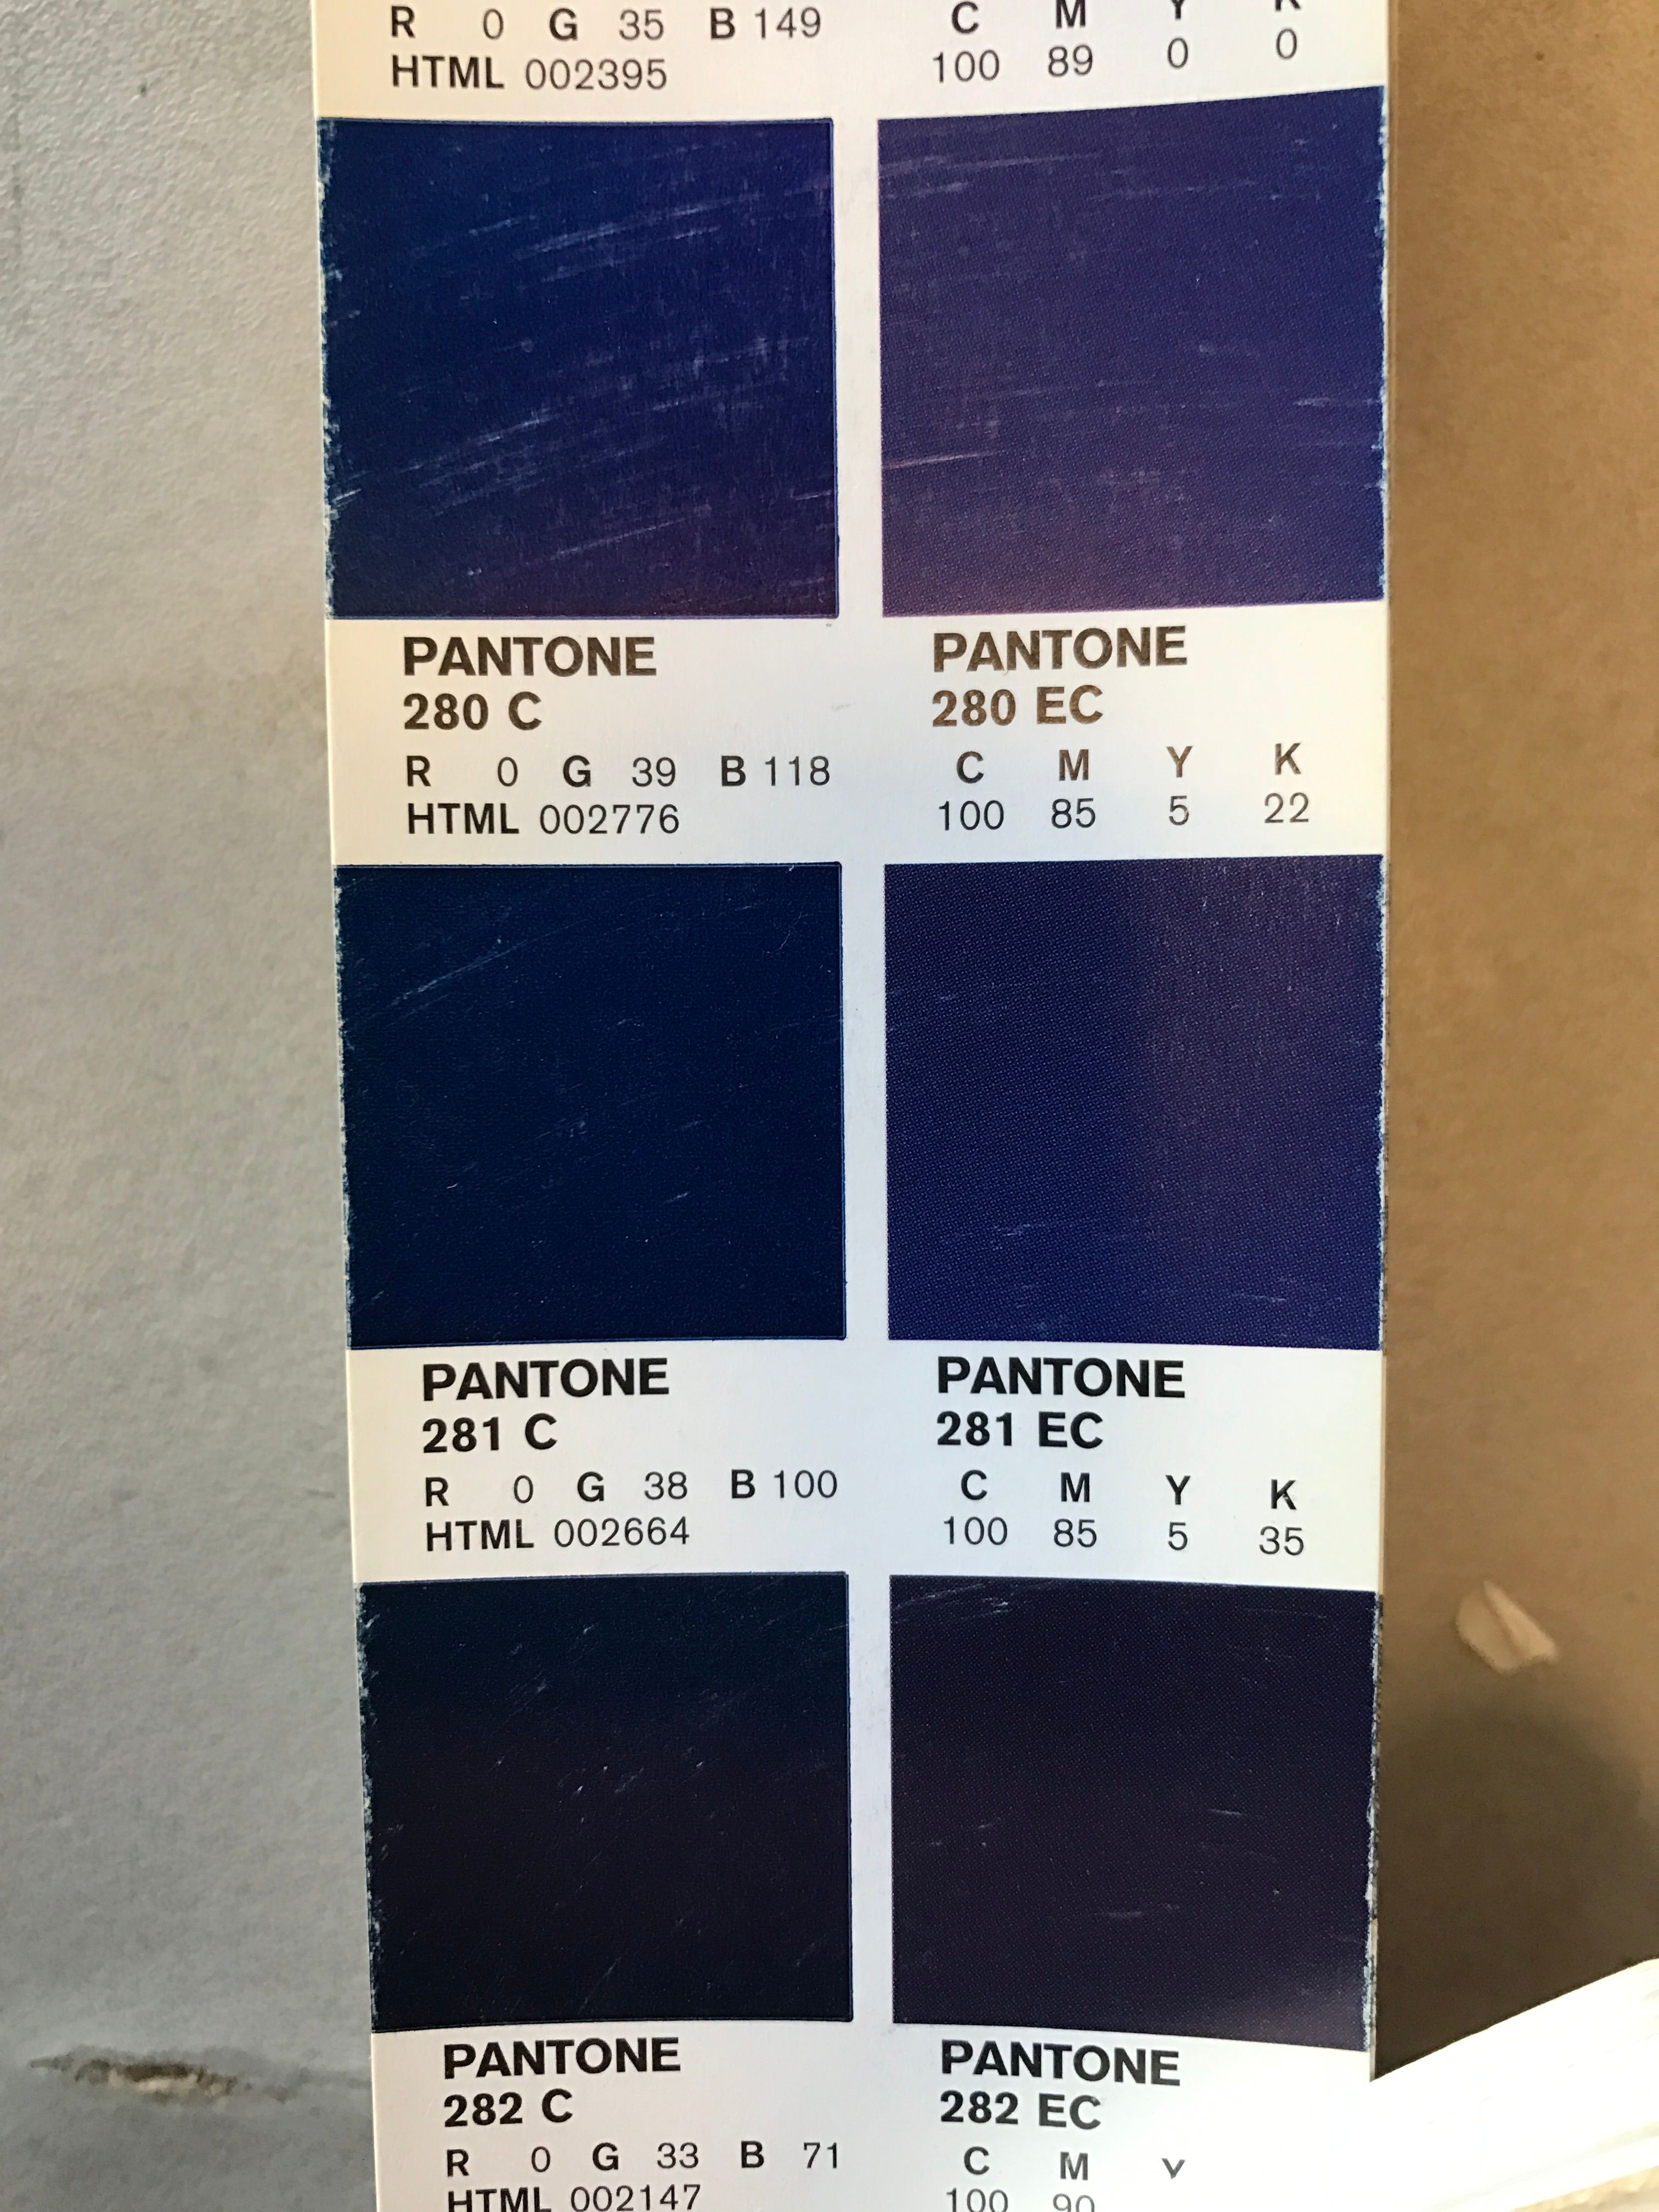 R 0 G 35 B 149
HTML 002395
C M Y K
100 89 0 0
PANTONE
280 C
R 0 G 39 B 118
HTML 002776
PANTONE
280 EC
C M Y K
100 85 5 22
PANTONE
281 C
R 0 G 38 B 100
HTML 002664
PANTONE
281 EC
C M Y K
100 85 5 35
PANTONE
282 C
R 0 G 33 B 71
HTML 002147
PANTONE
282 EC
C M Y
100 90